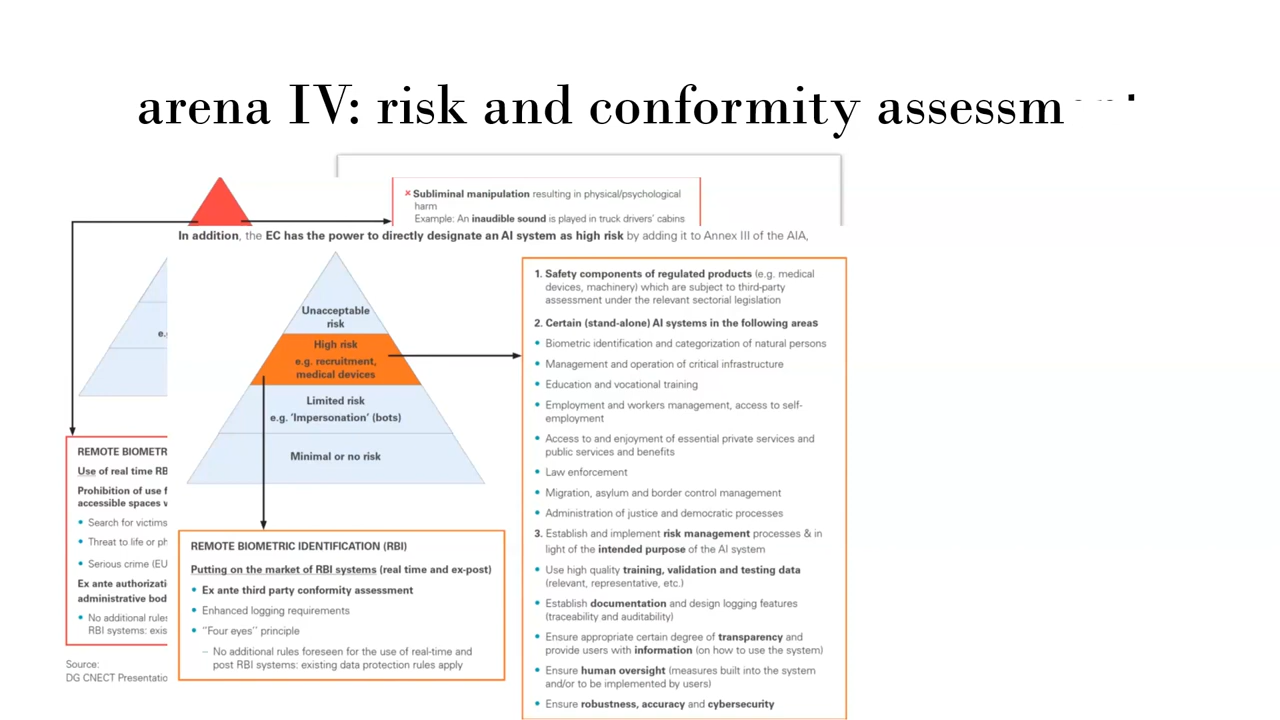 arena IV: risk and conformity
× Subliminal manipulation resulting in physical/psychological
harm
Example: An inaudible sound is played in truck drivers' cabins
In addition, the EC has the power to directly designate an AI system as high risk by adding it to Annex III of the AIA,
Unacceptable
risk
High risk
e.g. recruitment,
medical devices
Limited risk
e.g. 'Impersonation' (bots)
Minimal or no risk
1. Safety components of regulated products (e.g. medical
devices, machinery) which are subject to third-party
assessment under the relevant sectorial legislation
2. Certain (stand-alone) AI systems in the following areas
• Biometric identification and categorization of natural persons
• Management and operation of critical infrastructure
• Education and vocational training
• Employment and workers management, access to self-
employment
• Access to and enjoyment of essential private services and
public services and benefits
• Law enforcement
• Migration, asylum and border control management
• Administration of justice and democratic processes
3. Establish and implement risk management processes & in
light of the intended purpose of the AI system
• Use high quality training, validation and testing data
(relevant, representative, etc.)
• Establish documentation and design logging features
(traceability and auditability)
• Ensure appropriate certain degree of transparency and
provide users with information (on how to use the system)
• Ensure human oversight (measures built into the system
and/or to be implemented by users)
• Ensure robustness, accuracy and cybersecurity
REMOTE
Use of real time
Prohibition of use
accessible spaces
• Search for victims
• Threat to life or
• Serious crime (EU
Ex ante
administrative
• No additional rules
RBI systems:
Source:
DG CNECT
REMOTE BIOMETRIC IDENTIFICATION (RBI)
Putting on the market of RBI systems (real time and ex-post)
• Ex ante third party conformity assessment
• Enhanced logging requirements
• "Four eyes" principle
– No additional rules foreseen for the use of real-time and
post RBI systems: existing data protection rules apply